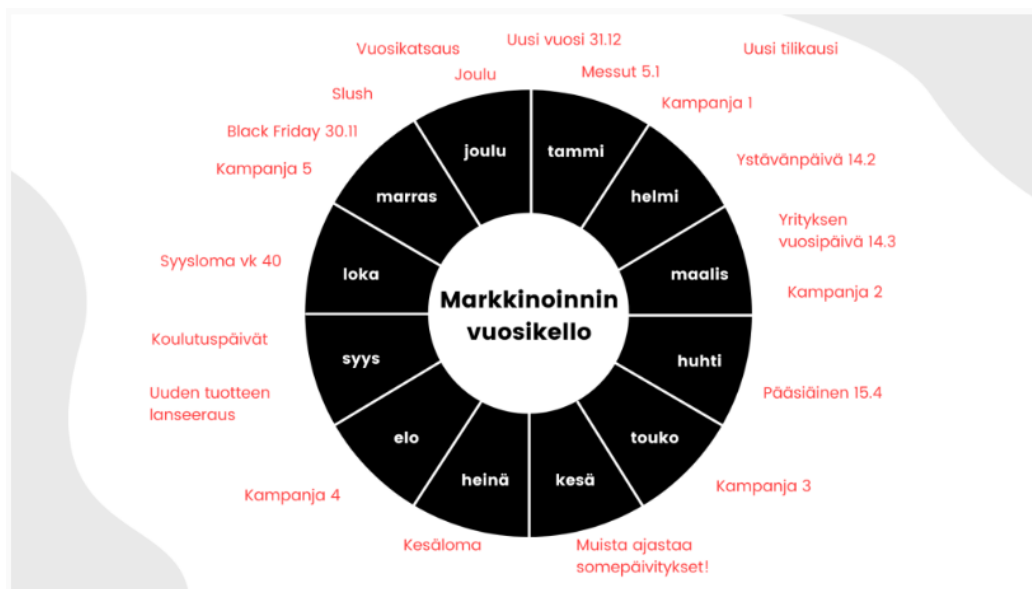 Uusi vuosi 31.12
Uusi tilikausi
Vuosikatsaus
Joulu
Messut 5.1
Slush
Kampanja 1
Black Friday 30.11
Ystävänpäivä 14.2
Kampanja 5
Yrityksen
vuosipäivä 14.3
Syysloma vk 40
Kampanja 2
Koulutuspäivät
Uuden tuotteen
lanseeraus
Pääsiäinen 15.4
Kampanja 4
Kampanja 3
Kesäloma
Muista ajastaa
somepäivitykset!
joulu
tammi
marras
helmi
loka
maalis
Markkinoinnin
vuosikello
syys
huhti
elo
touko
heinä
kesä